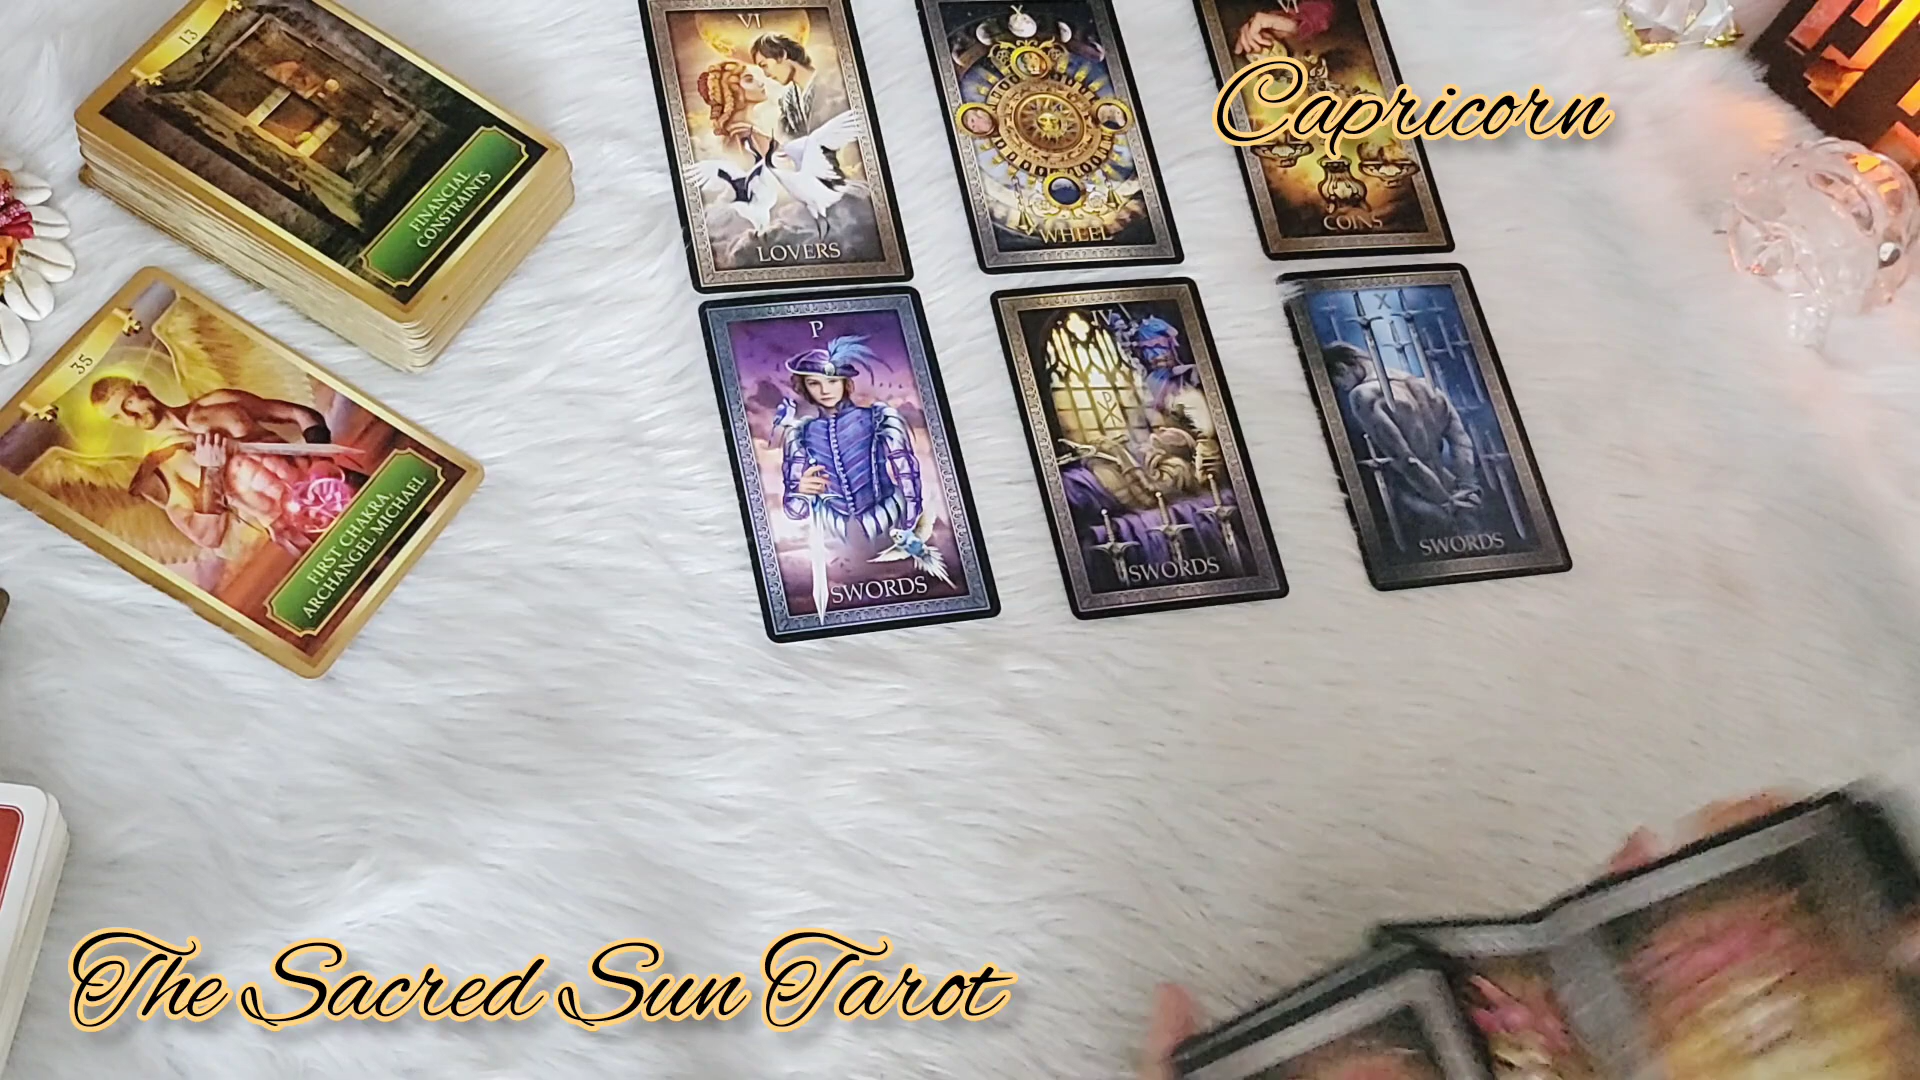 13
FINANCIAL
CONSTRAINTS
35
FIRST CHAKRA,
ARCHANGEL MICHAEL
VI
LOVERS
X
WHEEL
VI
COINS
Capricorn
P
SWORDS
IV
SWORDS
X
SWORDS
The Sacred Sun Tarot